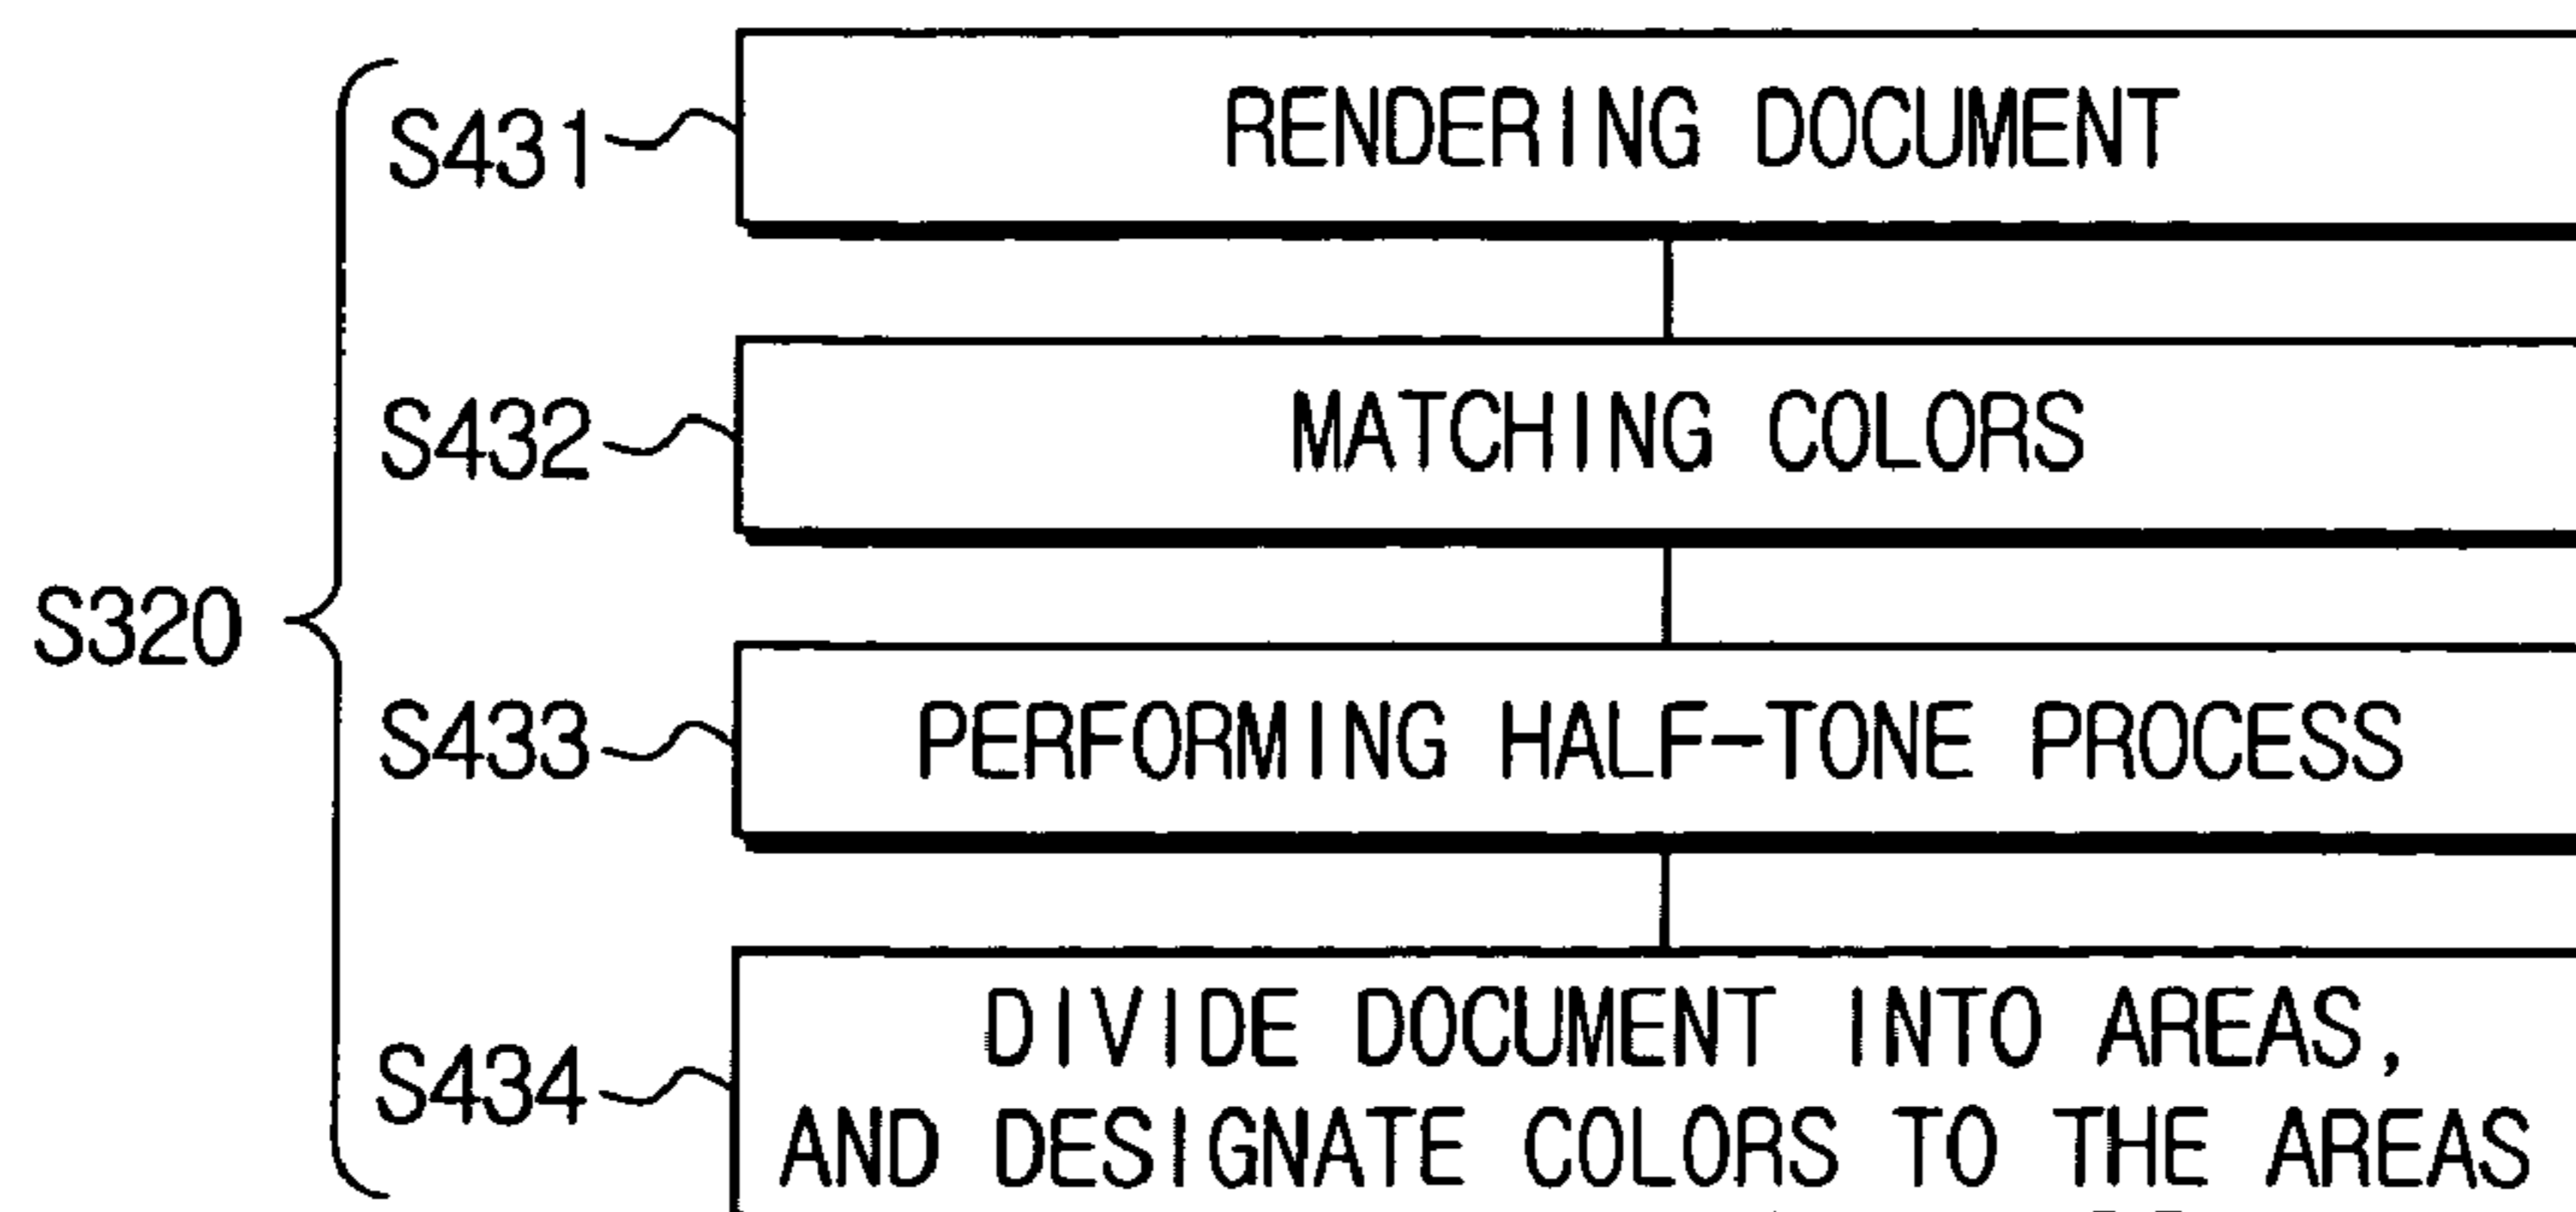 S431 RENDERING DOCUMENT
S432 MATCHING COLORS
S320
S433 PERFORMING HALF-TONE PROCESS
S434 DIVIDE DOCUMENT INTO AREAS,
AND DESIGNATE COLORS TO THE AREAS